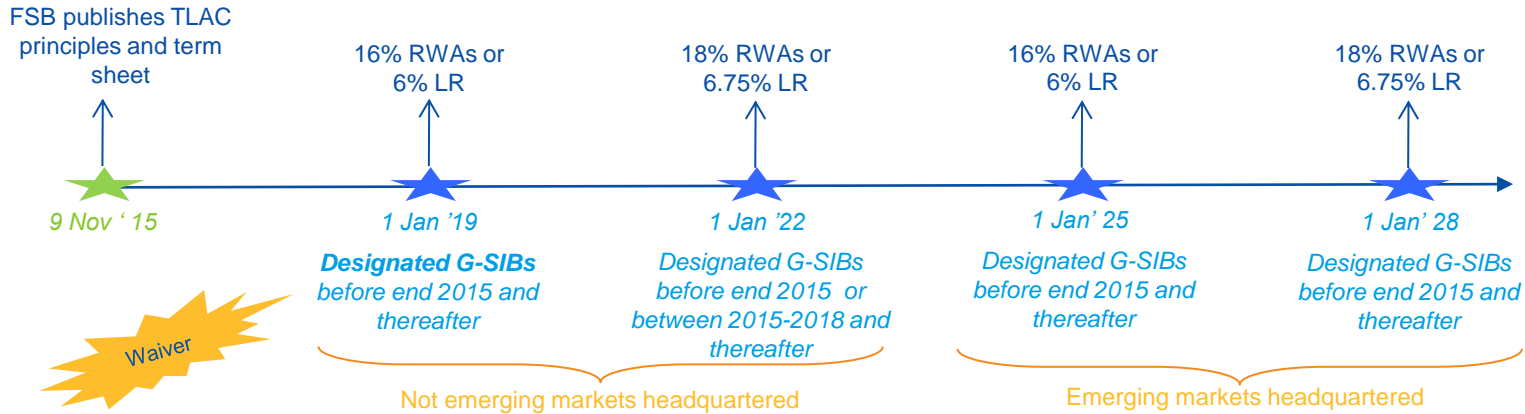 FSB publishes TLAC
principles and term
sheet
16% RWAs or
6% LR
18% RWAs or
6.75% LR
16% RWAs or
6% LR
18% RWAs or
6.75% LR
9 Nov ‘ 15
1 Jan ’19
1 Jan ’22
1 Jan’ 25
1 Jan’ 28
Designated G-SIBs
before end 2015 and
thereafter
Designated G-SIBs
before end 2015 or
between 2015-2018 and
thereafter
Designated G-SIBs
before end 2015 and
thereafter
Designated G-SIBs
before end 2015 and
thereafter
Waiver
Not emerging markets headquartered
Emerging markets headquartered